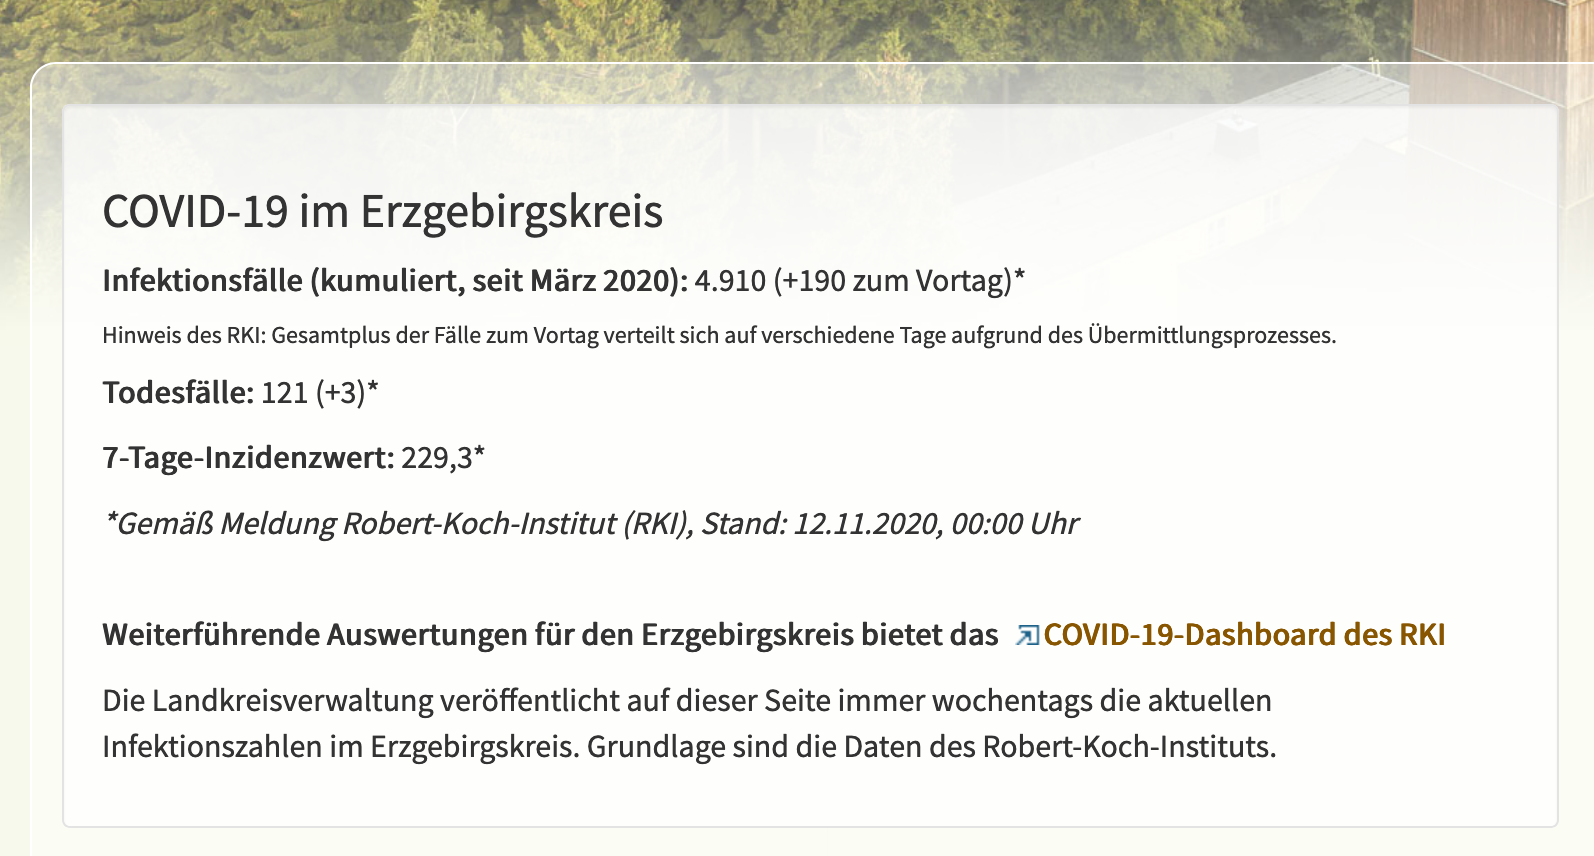 COVID-19 im Erzgebirgskreis
Infektionsfälle (kumuliert, seit März 2020): 4.910 (+190 zum Vortag)*
Hinweis des RKI: Gesamtplus der Fälle zum Vortag verteilt sich auf verschiedene Tage aufgrund des Übermittlungsprozesses.
Todesfälle: 121 (+3)*
7-Tage-Inzidenzwert: 229,3*
*Gemäß Meldung Robert-Koch-Institut (RKI), Stand: 12.11.2020, 00:00 Uhr
Weiterführende Auswertungen für den Erzgebirgskreis bietet das COVID-19-Dashboard des RKI
Die Landkreisverwaltung veröffentlicht auf dieser Seite immer wochentags die aktuellen
Infektionszahlen im Erzgebirgskreis. Grundlage sind die Daten des Robert-Koch-Instituts.